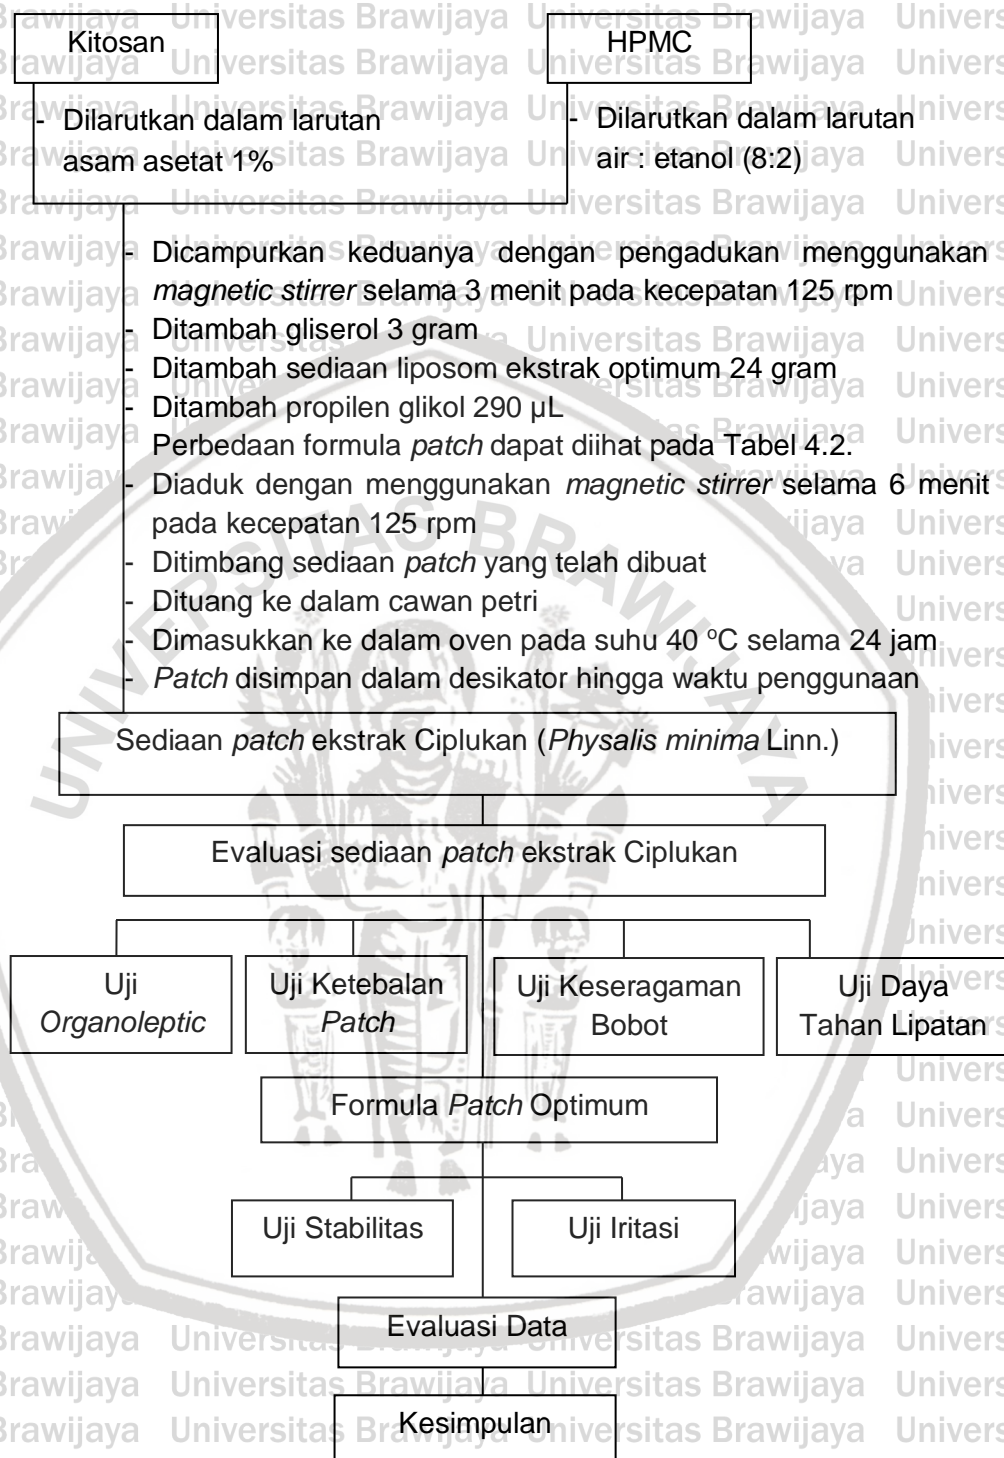 Kitosan
HPMC
- Dilarutkan dalam larutan
asam asetat 1%
- Dilarutkan dalam larutan
air : etanol (8:2)
- Dicampurkan keduanya dengan pengadukan menggunakan
magnetic stirrer selama 3 menit pada kecepatan 125 rpm
- Ditambah gliserol 3 gram
- Ditambah sediaan liposom ekstrak optimum 24 gram
- Ditambah propilen glikol 290 µL
Perbedaan formula patch dapat diihat pada Tabel 4.2.
- Diaduk dengan menggunakan magnetic stirrer selama 6 menit
pada kecepatan 125 rpm
- Ditimbang sediaan patch yang telah dibuat
- Dituang ke dalam cawan petri
- Dimasukkan ke dalam oven pada suhu 40 ºC selama 24 jam
- Patch disimpan dalam desikator hingga waktu penggunaan
Sediaan patch ekstrak Ciplukan (Physalis minima Linn.)
Evaluasi sediaan patch ekstrak Ciplukan
Uji
Organoleptic
Uji Ketebalan
Patch
Uji Keseragaman
Bobot
Uji Daya
Tahan Lipatan
Formula Patch Optimum
Uji Stabilitas
Uji Iritasi
Evaluasi Data
Kesimpulan
UNIVERSITAS BRAWIJAYA